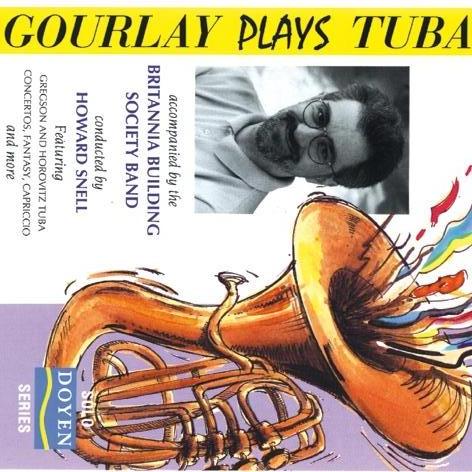 GOURLAY PLAYS TUBA
accompanied by the
BRITANNIA BUILDING
SOCIETY BAND
conducted by
HOWARD SNELL
Featuring
GREGSON AND HOROVITZ TUBA
CONCERTOS, FANTASY, CAPRICCIO
and more
SOLO
DOYEN
SERIES